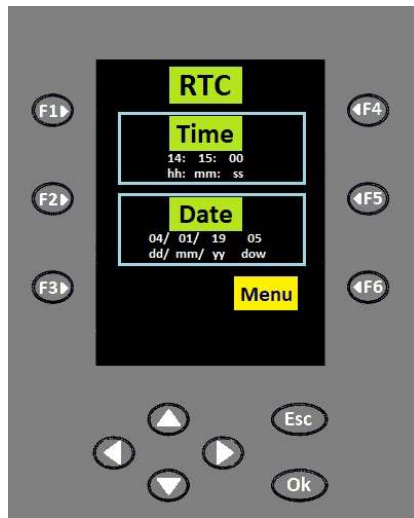 RTC
F1
F4
Time
14: 15: 00
hh: mm: ss
F2
F5
Date
04/ 01/ 19 05
dd/ mm/ yy dow
F3
Menu
F6
Esc
Ok